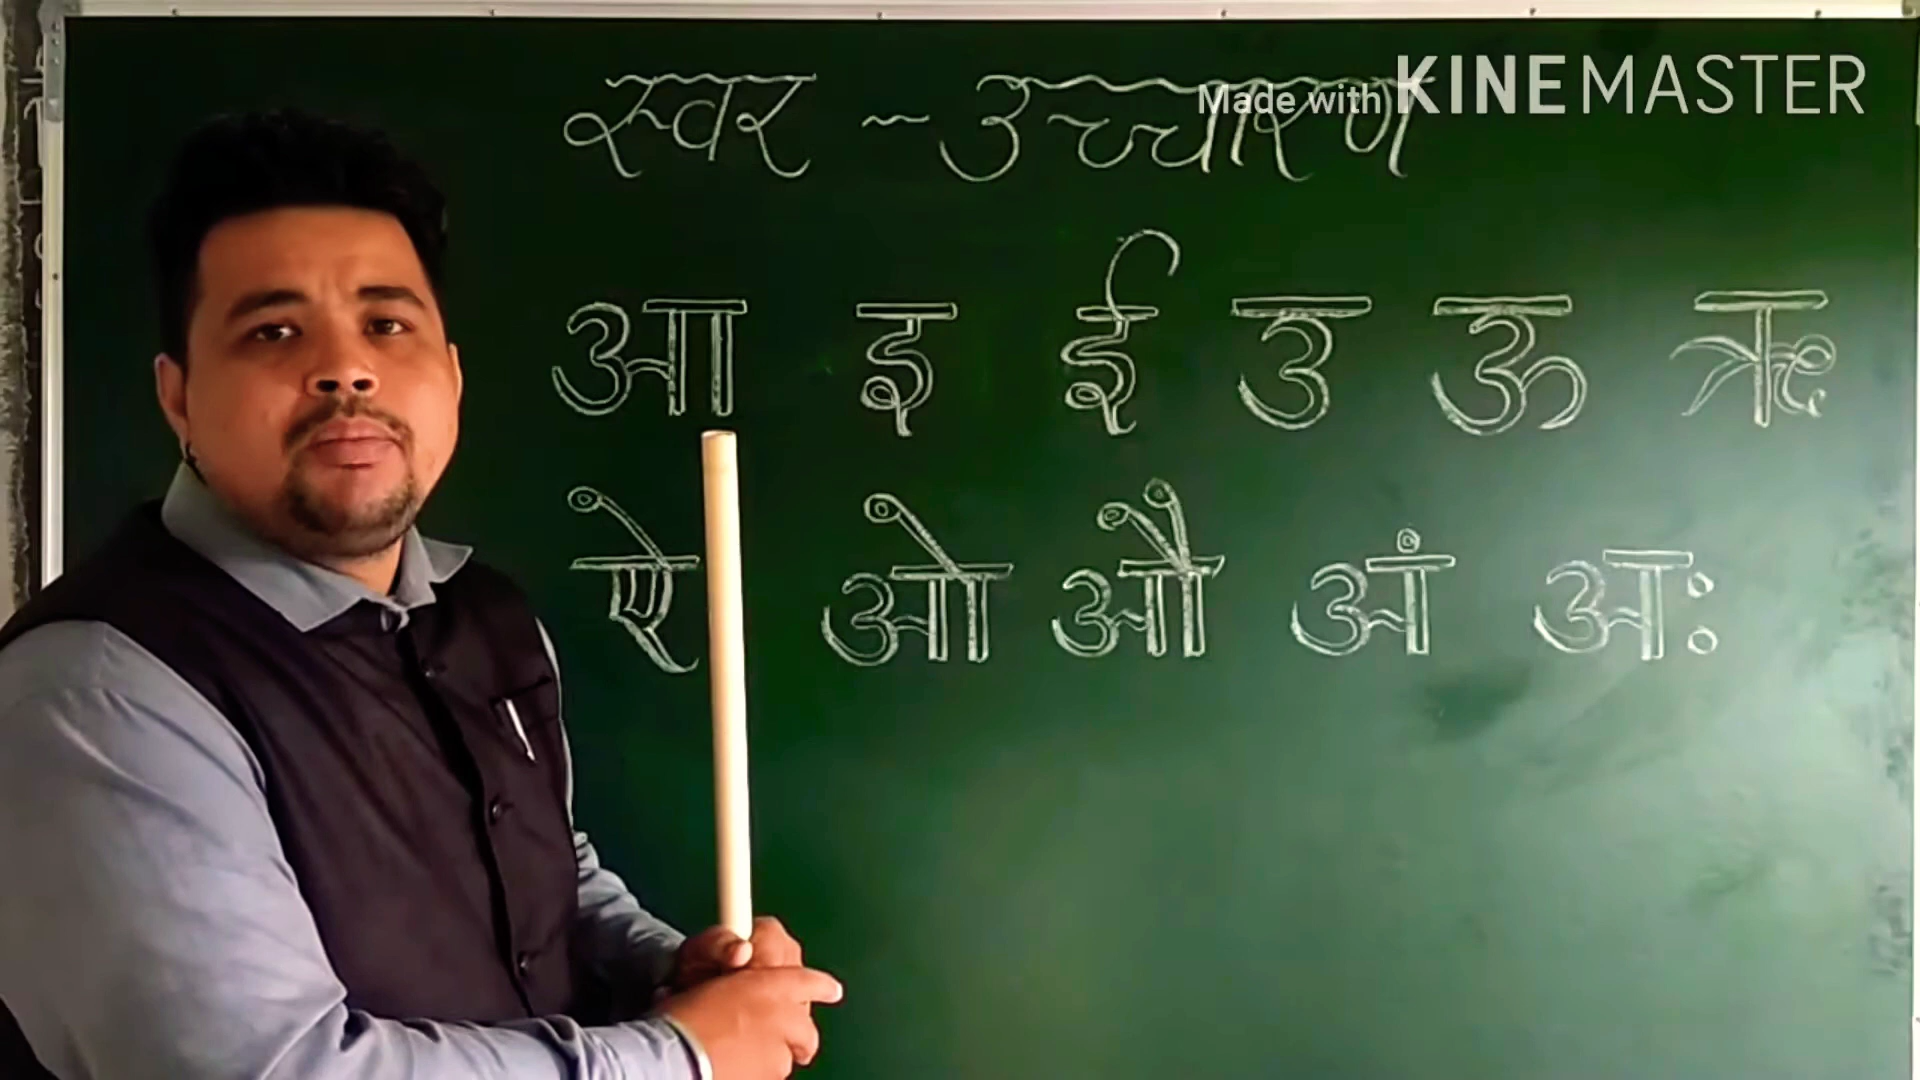 स्वर ~ उच्चारण
Made with KINEMASTER
आ इ ई उ ऊ ऋ
ऐ ओ औ अं अः